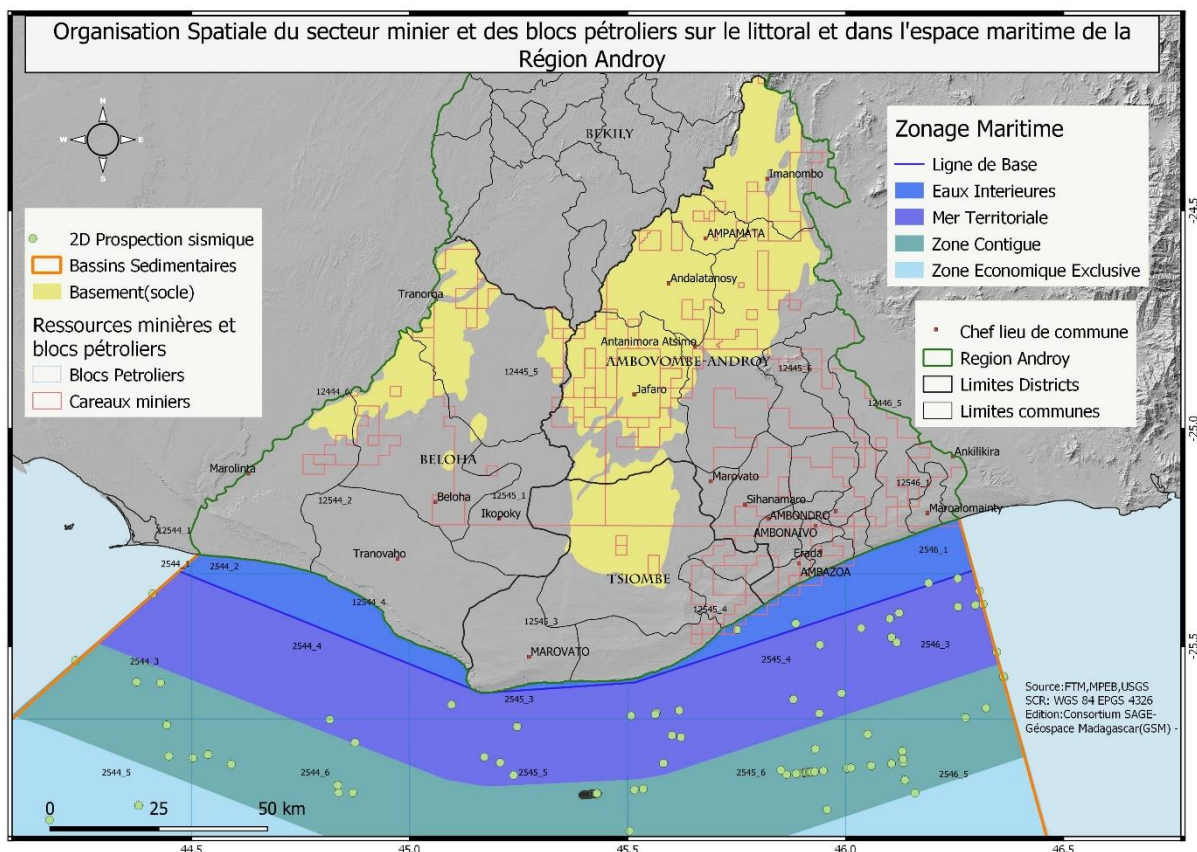 Organisation Spatiale du secteur minier et des blocs pétroliers sur le littoral et dans l'espace maritime de la
Région Androy
N
W
E
S
2D Prospection sismique
Bassins Sedimentaires
Basement(socle)
Ressources minières et
blocs pétroliers
Blocs Petroliers
Careaux miniers
Zonage Maritime
Ligne de Base
Eaux Interieures
Mer Territoriale
Zone Contigue
Zone Economique Exclusive
Chef lieu de commune
Region Androy
Limites Districts
Limites communes
BEKILY
Imanombo
AMPAMATA
Andalatanosy
Tranoroa
Antanimora Atsimo
AMBOVOMBE-ANDROY
12445_5
12445_6
12444_6
Jafaro
12446_5
BELOHA
Ankilikira
Marolinta
Marovato
12544_2
Beloha
12545_1
12546_1
Sihanamaro
Ikopoky
AMBONDRO
Maroalomainty
12544_1
AMBONAIVO
Tranovaho
Erada
AMBAZOA
2544_1
2544_2
TSIOMBE
2546_1
12544_4
12545_3
12545_4
2544_4
MAROVATO
2546_3
2544_3
2545_4
2545_3
2544_5
2544_6
2545_5
2545_6
2546_5
Source:FTM,MPEB,USGS
SCR: WGS 84 EPGS 4326
Edition:Consortium SAGE-
Géospace Madagascar(GSM) -
0 25 50 km
-24.5
-25.0
-25.5
44.5 45.0 45.5 46.0 46.5